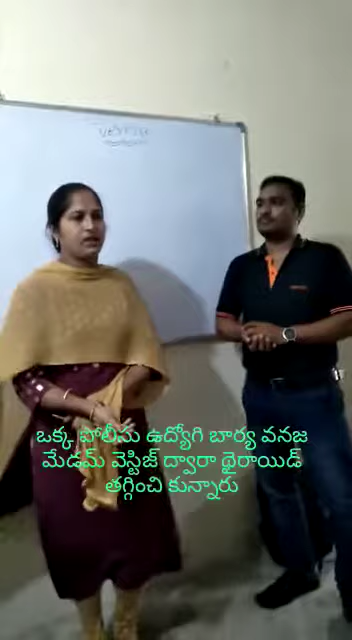 ఒక్క పోలీసు ఉద్యోగి బార్య వనజ
మేడమ్ వెస్టిజ్ ద్వారా థైరాయిడ్
తగ్గించి కున్నారు